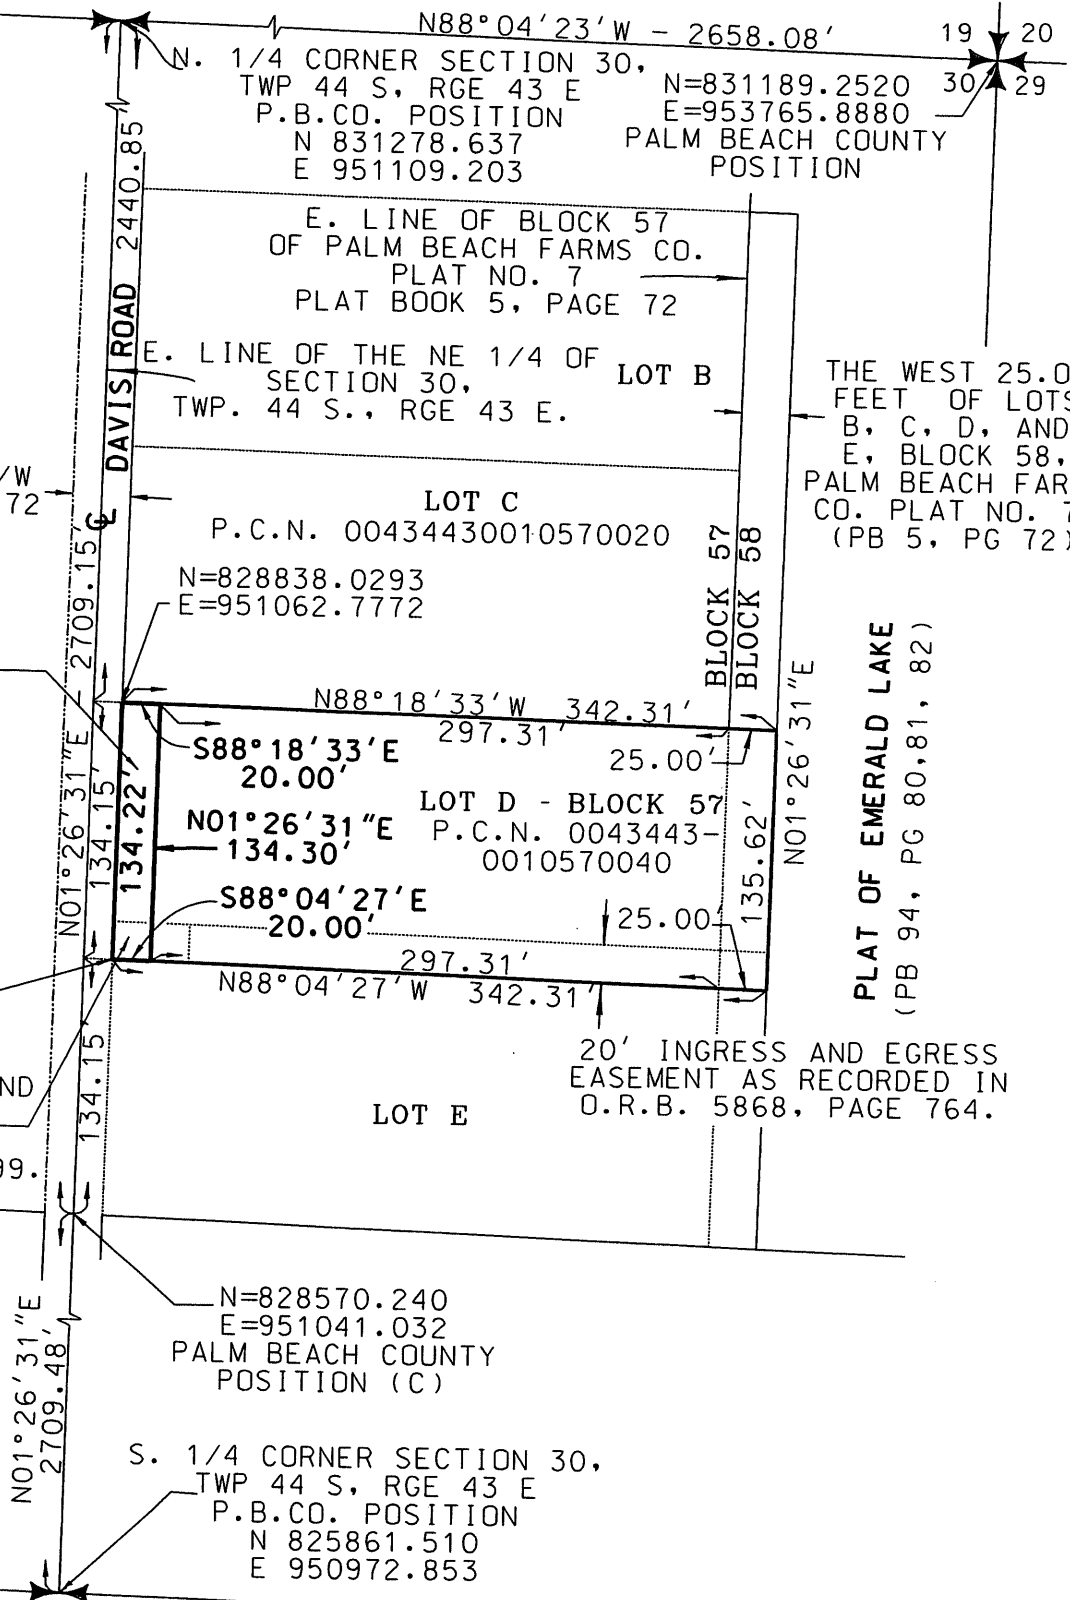 N88°04'23'W - 2658.08'
19 20
30 29
N. 1/4 CORNER SECTION 30,
TWP 44 S, RGE 43 E
P.B.CO. POSITION
N 831278.637
E 951109.203
N=831189.2520
E=953765.8880
PALM BEACH COUNTY
POSITION
2440.85'
DAVIS ROAD
E. LINE OF BLOCK 57
OF PALM BEACH FARMS CO.
PLAT NO. 7
PLAT BOOK 5, PAGE 72
E. LINE OF THE NE 1/4 OF
SECTION 30,
TWP. 44 S., RGE 43 E.
LOT B
THE WEST 25.0
FEET OF LOTS
B, C, D, AND
E, BLOCK 58,
PALM BEACH FAR
CO. PLAT NO. 7
(PB 5, PG 72)
/W
72
℄
LOT C
P.C.N. 00434430010570020
BLOCK 57
BLOCK 58
N=828838.0293
E=951062.7772
N01°26'31"E - 2709.15'
N88°18'33'W 342.31'
297.31'
S88°18'33'E
20.00'
25.00'
N01°26'31"E
PLAT OF EMERALD LAKE
(PB 94, PG 80,81, 82)
134.15'
134.22'
LOT D - BLOCK 57
P.C.N. 0043443-
0010570040
N01°26'31"E
134.30'
135.62'
S88°04'27'E
20.00'
25.00'
297.31'
N88°04'27'W 342.31'
20' INGRESS AND EGRESS
EASEMENT AS RECORDED IN
O.R.B. 5868, PAGE 764.
ND
99.
134.15'
LOT E
N=828570.240
E=951041.032
PALM BEACH COUNTY
POSITION (C)
N01°26'31"E
2709.48'
S. 1/4 CORNER SECTION 30,
TWP 44 S, RGE 43 E
P.B.CO. POSITION
N 825861.510
E 950972.853